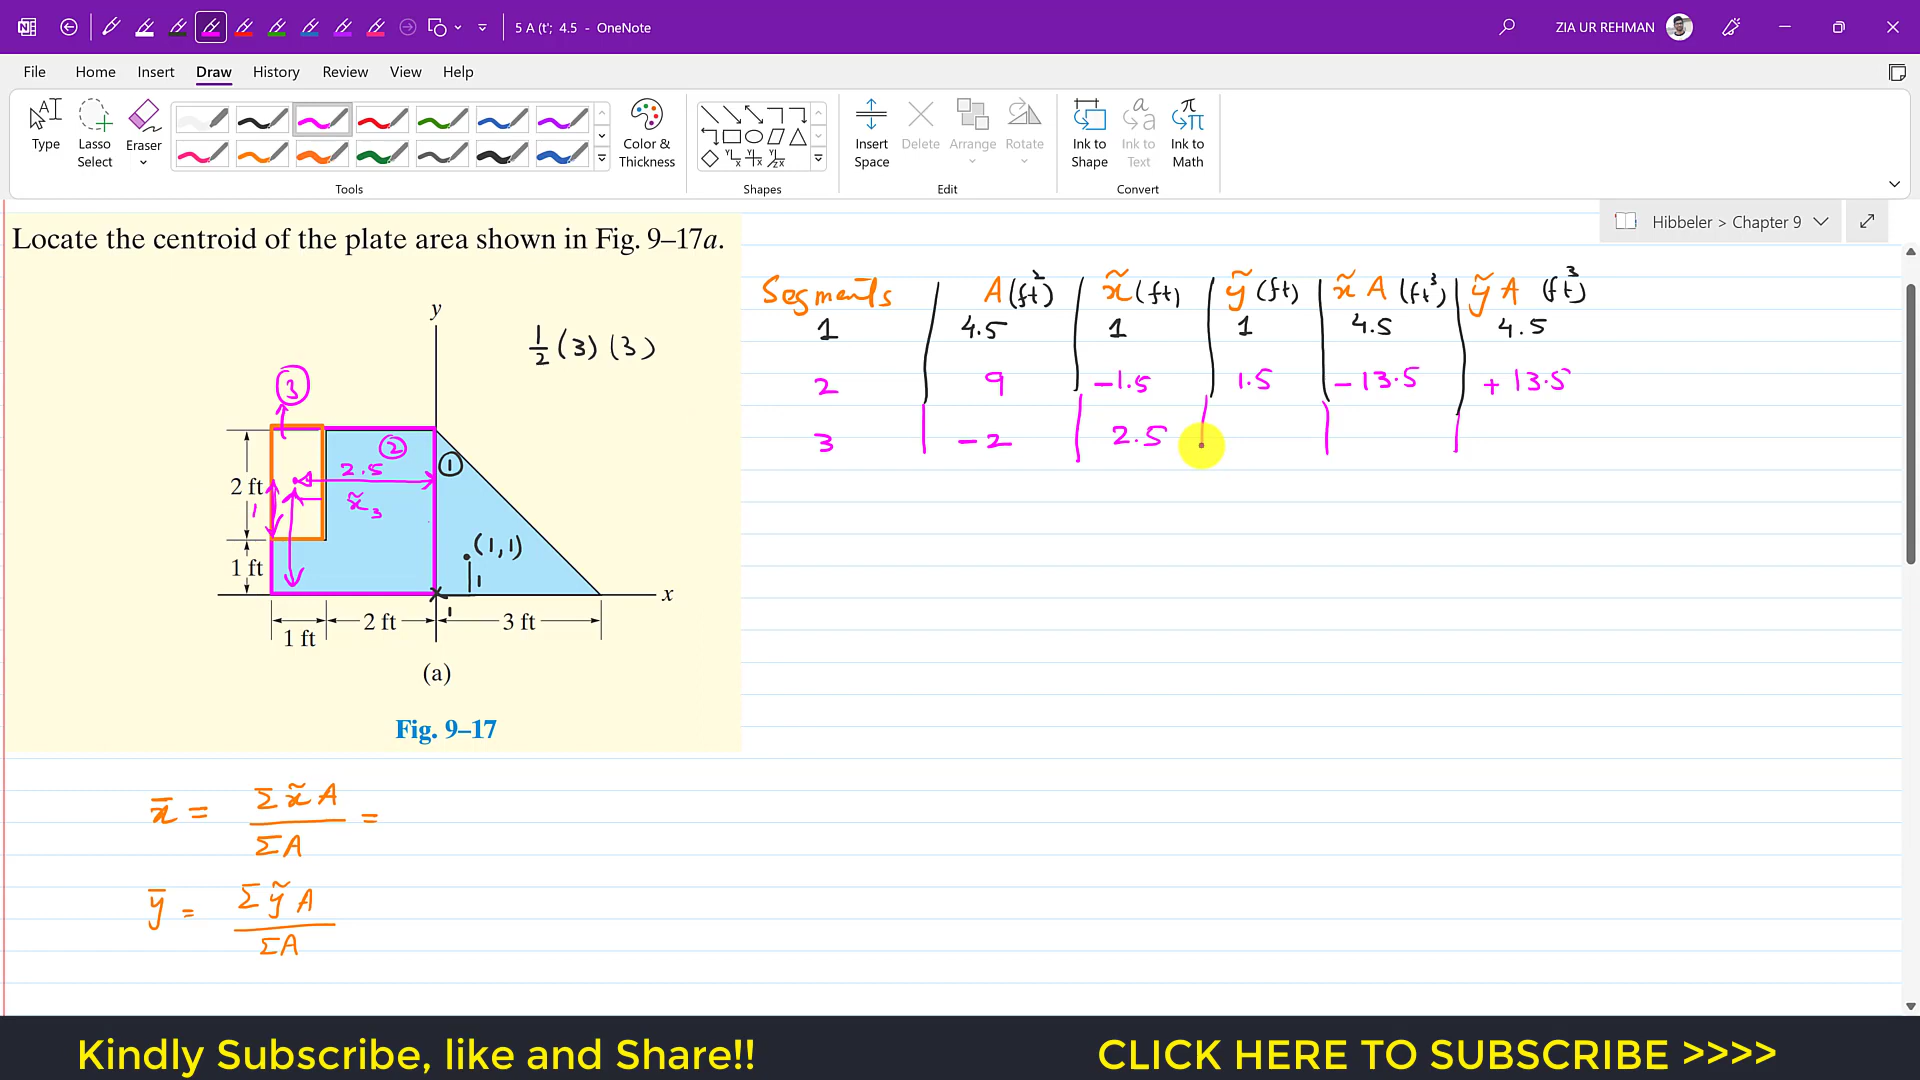 5 A (t'; 4.5 - OneNote
ZIA UR REHMAN
File Home Insert Draw History Review View Help
Type
Lasso Select
Eraser
Color & Thickness
Insert Space
Delete
Arrange
Rotate
Ink to Shape
Ink to Text
Ink to Math
Tools
Shapes
Edit
Convert
Hibbeler > Chapter 9
Locate the centroid of the plate area shown in Fig. 9–17a.
Segments A (ft²) x̃ (ft) ỹ (ft) x̃ A (ft³) ỹ A (ft³)
1 4.5 1 1 4.5 4.5
2 9 -1.5 1.5 -13.5 +13.5
3 -2 2.5
y
1/2 (3) (3)
3
2
1
2.5
x̃₃
2 ft
1
(1,1)
1
1 ft
x
1
1 ft
2 ft
3 ft
(a)
Fig. 9–17
x̄ = Σ x̃ A / Σ A =
ȳ = Σ ỹ A / Σ A
Kindly Subscribe, like and Share!!
CLICK HERE TO SUBSCRIBE >>>>